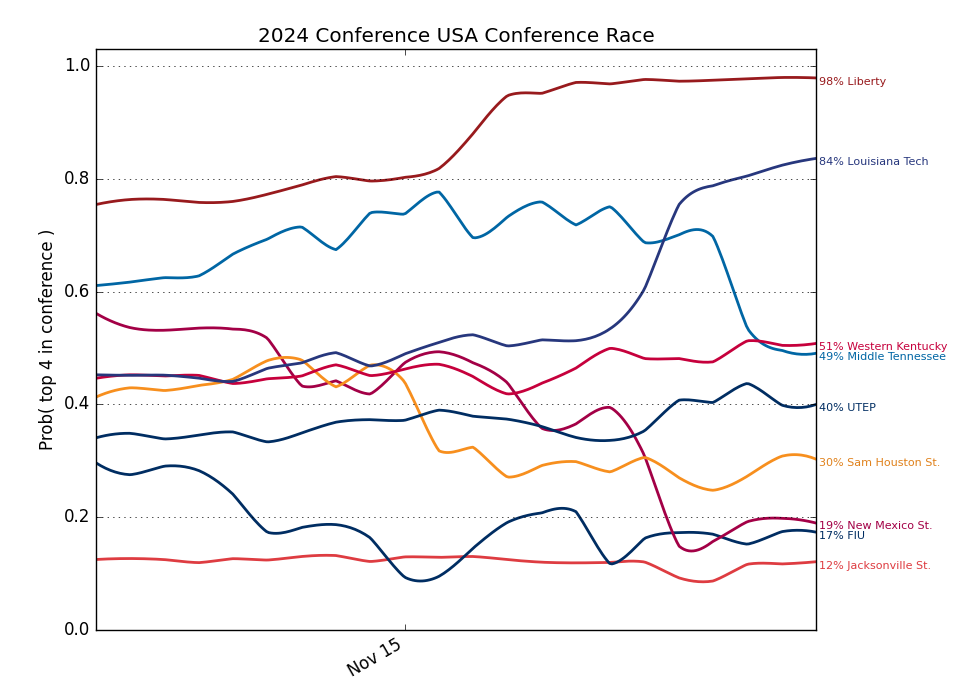 2024 Conference USA Conference Race
Prob( top 4 in conference )
1.0
0.8
0.6
0.4
0.2
0.0
Nov 15
98% Liberty
84% Louisiana Tech
51% Western Kentucky
49% Middle Tennessee
40% UTEP
30% Sam Houston St.
19% New Mexico St.
17% FIU
12% Jacksonville St.